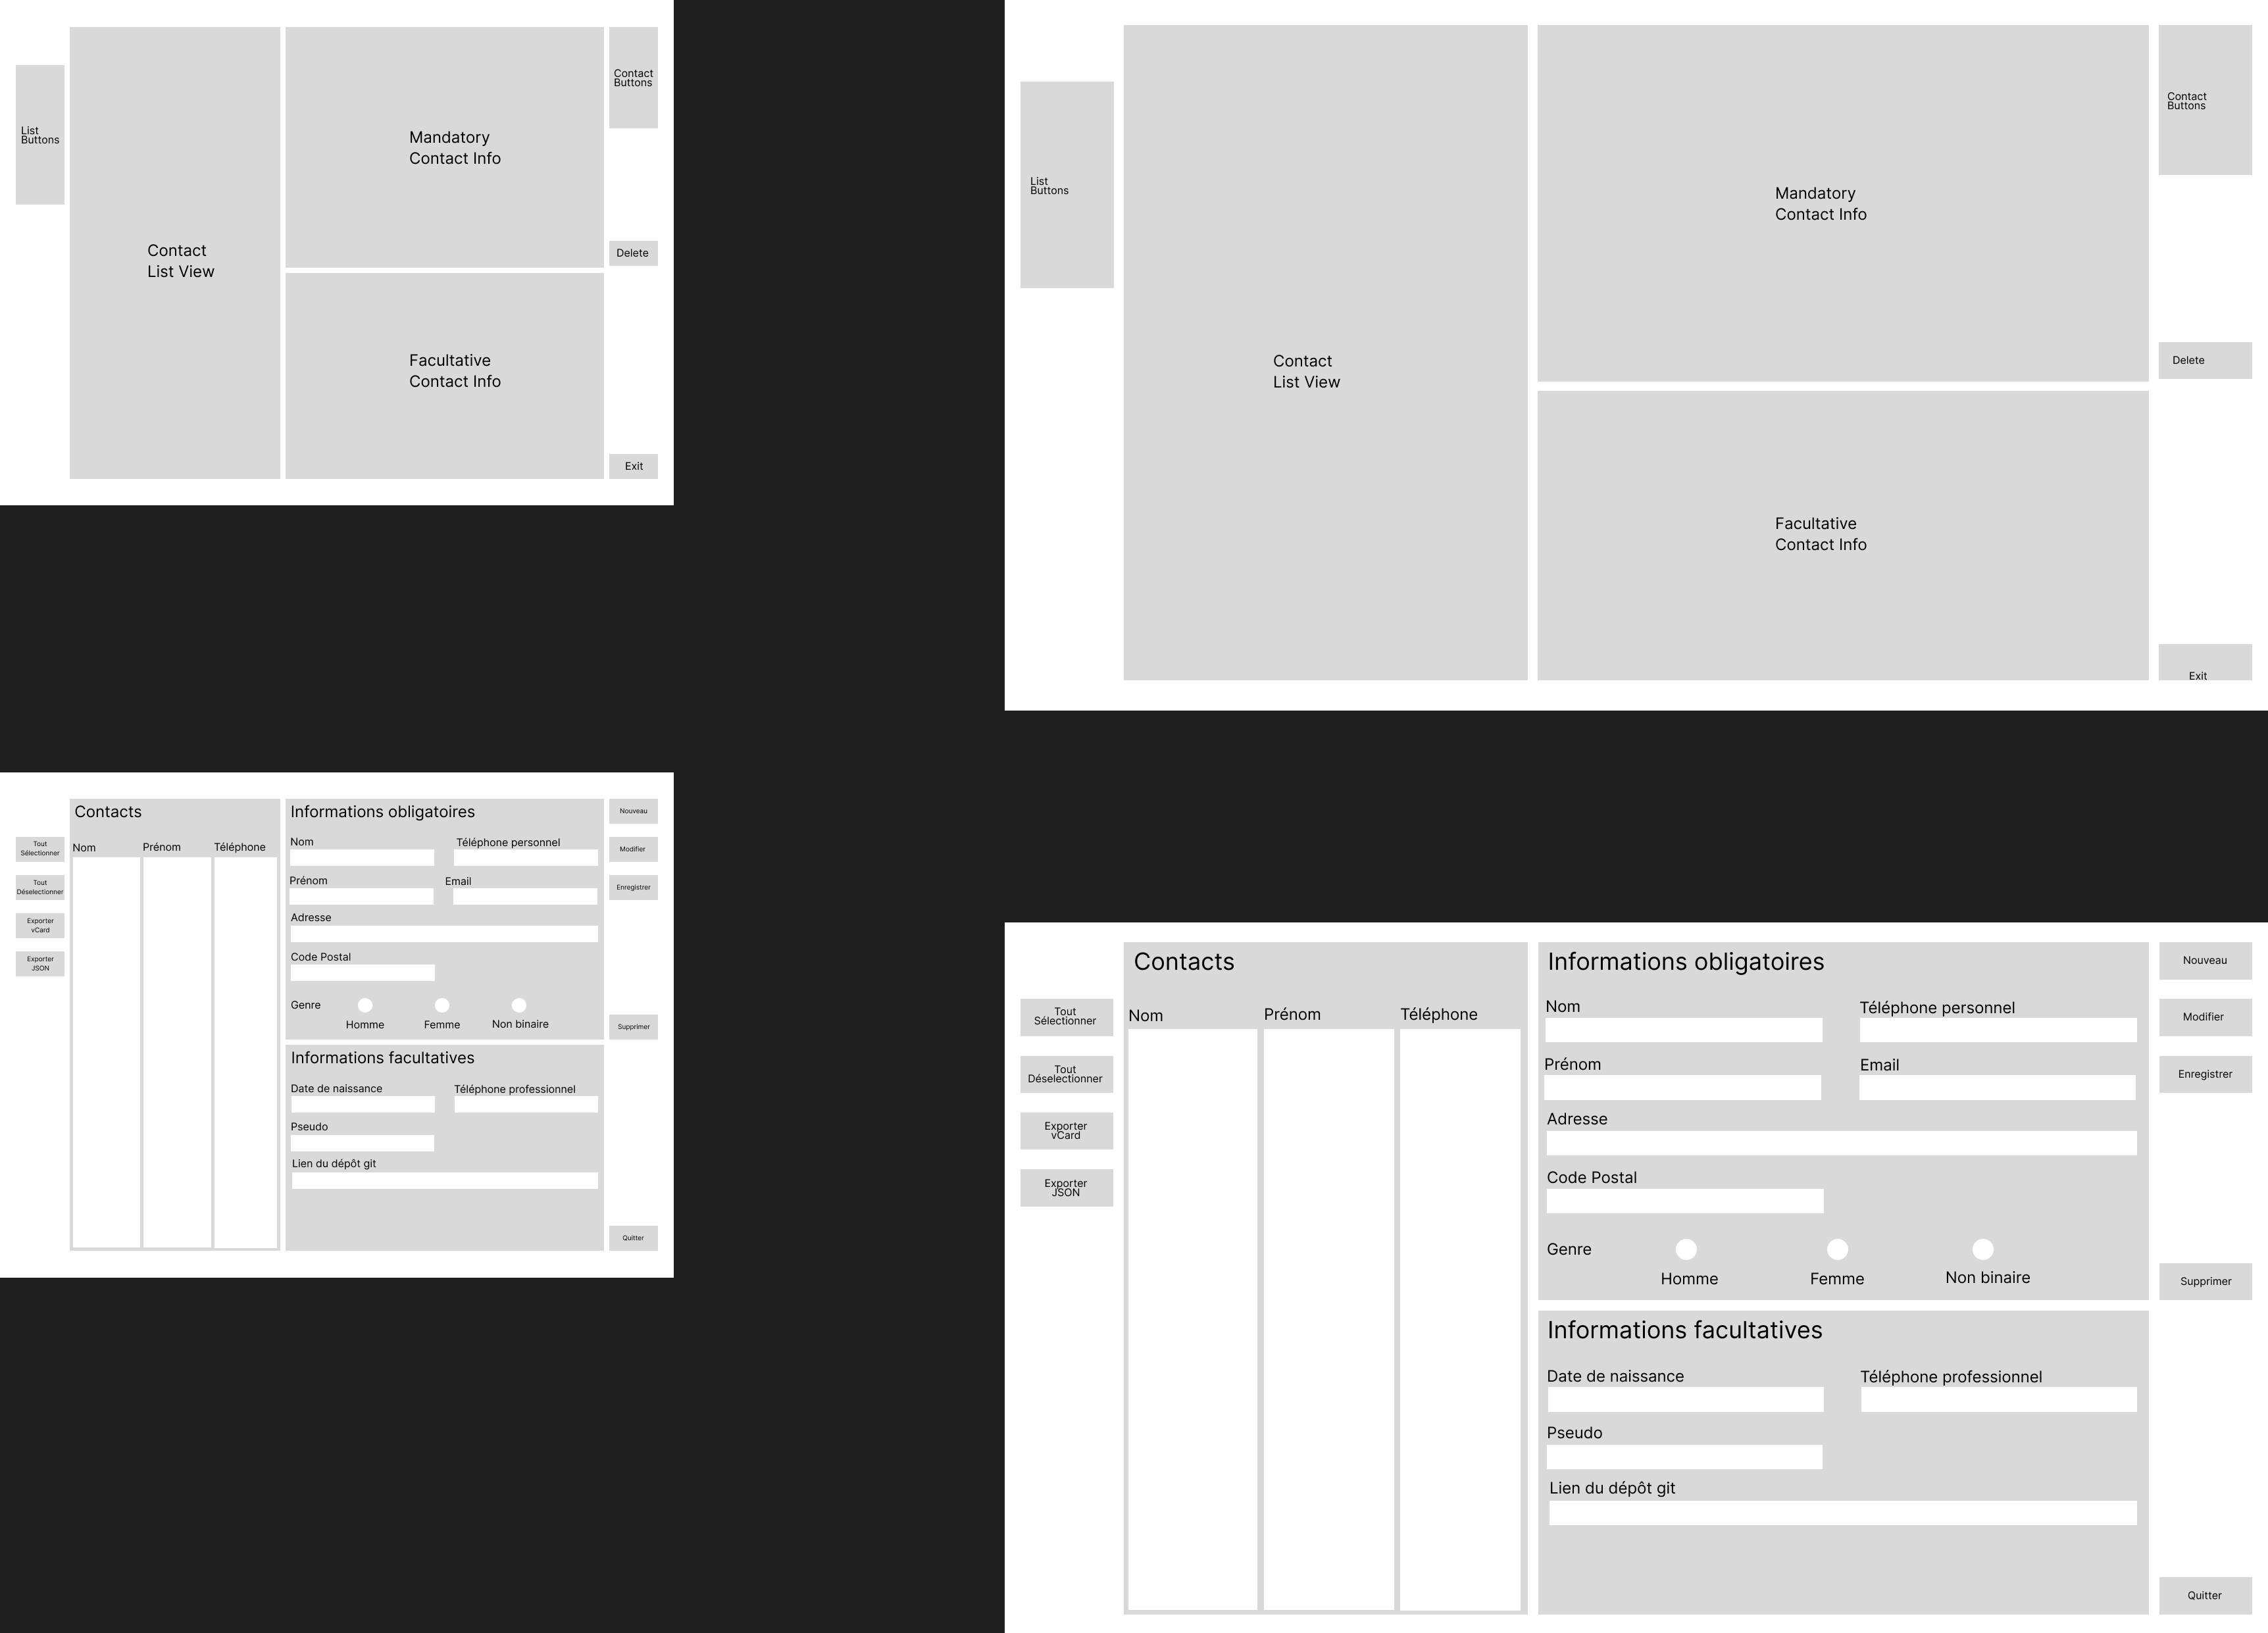 List
Buttons
Contact
List View
Mandatory
Contact Info
Facultative
Contact Info
Contact
Buttons
Delete
Exit
List
Buttons
Contact
List View
Mandatory
Contact Info
Facultative
Contact Info
Contact
Buttons
Delete
Exit
Tout
Sélectionner
Tout
Déselectionner
Exporter
vCard
Exporter
JSON
Contacts
Nom Prénom Téléphone
Informations obligatoires
Nom Téléphone personnel
Prénom Email
Adresse
Code Postal
Genre
Homme Femme Non binaire
Informations facultatives
Date de naissance Téléphone professionnel
Pseudo
Lien du dépôt git
Nouveau
Modifier
Enregistrer
Supprimer
Quitter
Tout
Sélectionner
Tout
Déselectionner
Exporter
vCard
Exporter
JSON
Contacts
Nom Prénom Téléphone
Informations obligatoires
Nom Téléphone personnel
Prénom Email
Adresse
Code Postal
Genre
Homme Femme Non binaire
Informations facultatives
Date de naissance Téléphone professionnel
Pseudo
Lien du dépôt git
Nouveau
Modifier
Enregistrer
Supprimer
Quitter